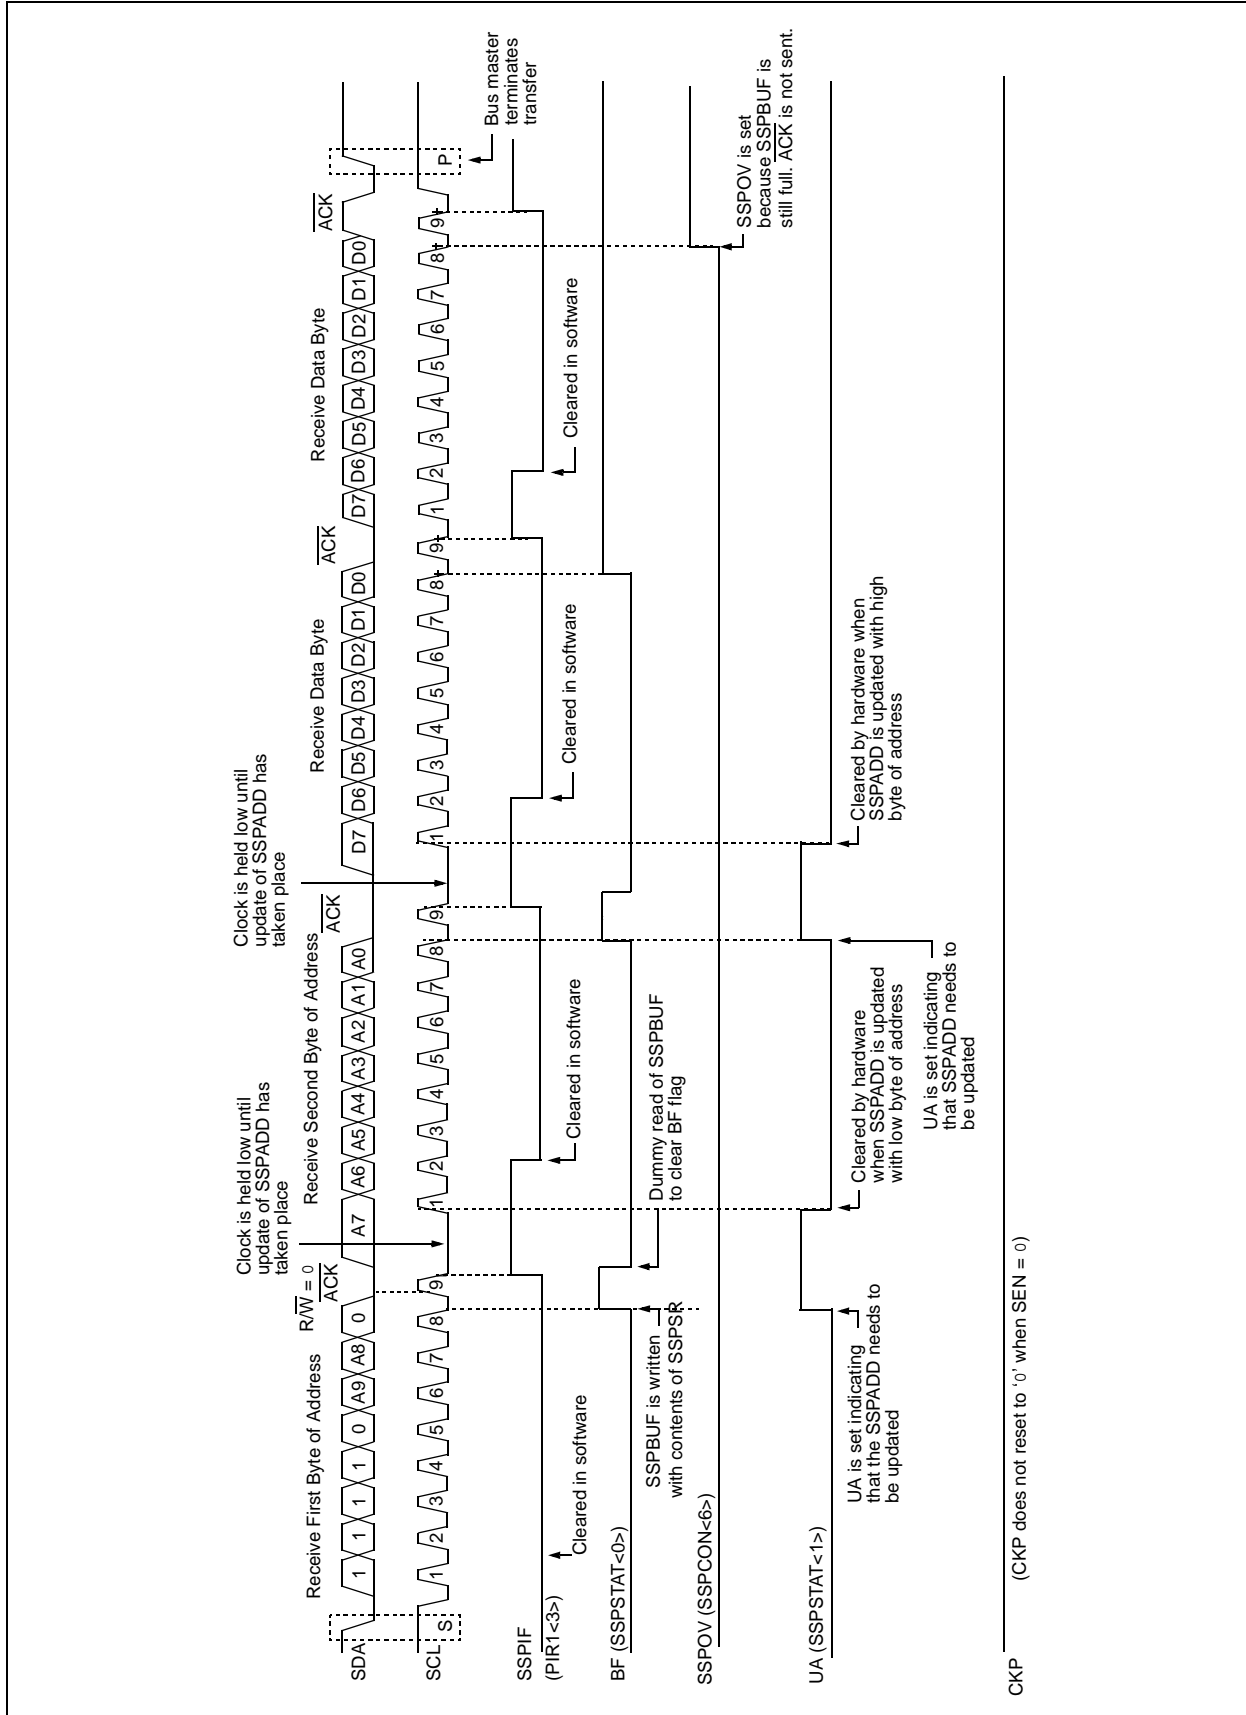 Receive First Byte of Address
R/W = 0
ACK
Clock is held low until
update of SSPADD has
taken place
Receive Second Byte of Address
ACK
Clock is held low until
update of SSPADD has
taken place
Receive Data Byte
ACK
Receive Data Byte
ACK
SDA
1 1 1 1 0 A9 A8 0 A7 A6 A5 A4 A3 A2 A1 A0 D7 D6 D5 D4 D3 D2 D1 D0 D7 D6 D5 D4 D3 D2 D1 D0
SCL
S 1 2 3 4 5 6 7 8 9 1 2 3 4 5 6 7 8 9 1 2 3 4 5 6 7 8 9 1 2 3 4 5 6 7 8 9 P
Bus master
terminates
transfer
SSPIF
(PIR1<3>)
Cleared in software
Cleared in software
Cleared in software
Cleared in software
BF (SSPSTAT<0>)
SSPBUF is written
with contents of SSPSR
Dummy read of SSPBUF
to clear BF flag
SSPOV (SSPCON<6>)
SSPOV is set
because SSPBUF is
still full. ACK is not sent.
UA (SSPSTAT<1>)
UA is set indicating
that the SSPADD needs to
be updated
Cleared by hardware
when SSPADD is updated
with low byte of address
UA is set indicating
that SSPADD needs to
be updated
Cleared by hardware when
SSPADD is updated with high
byte of address
CKP
(CKP does not reset to ‘0’ when SEN = 0)